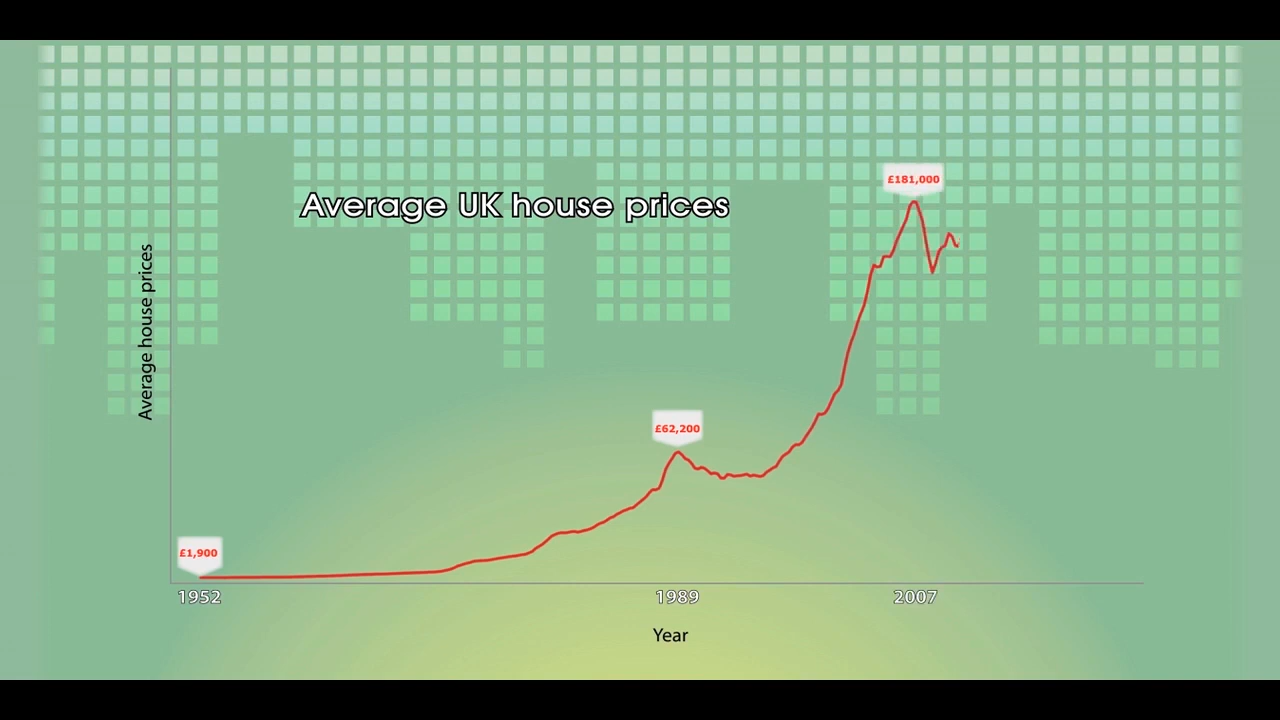 Average UK house prices
Average house prices
£181,000
£62,200
£1,900
1952
1989
2007
Year